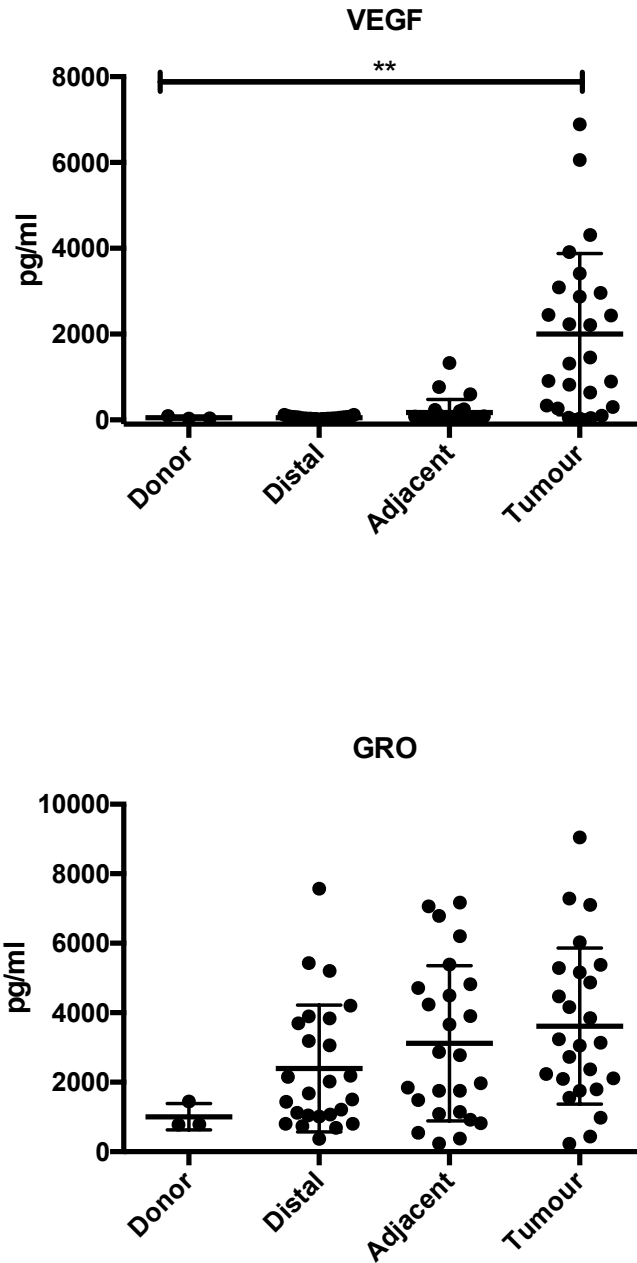 VEGF
**
8000
6000
4000
2000
0
pg/ml
Donor
Distal
Adjacent
Tumour
GRO
10000
8000
6000
4000
2000
0
pg/ml
Donor
Distal
Adjacent
Tumour